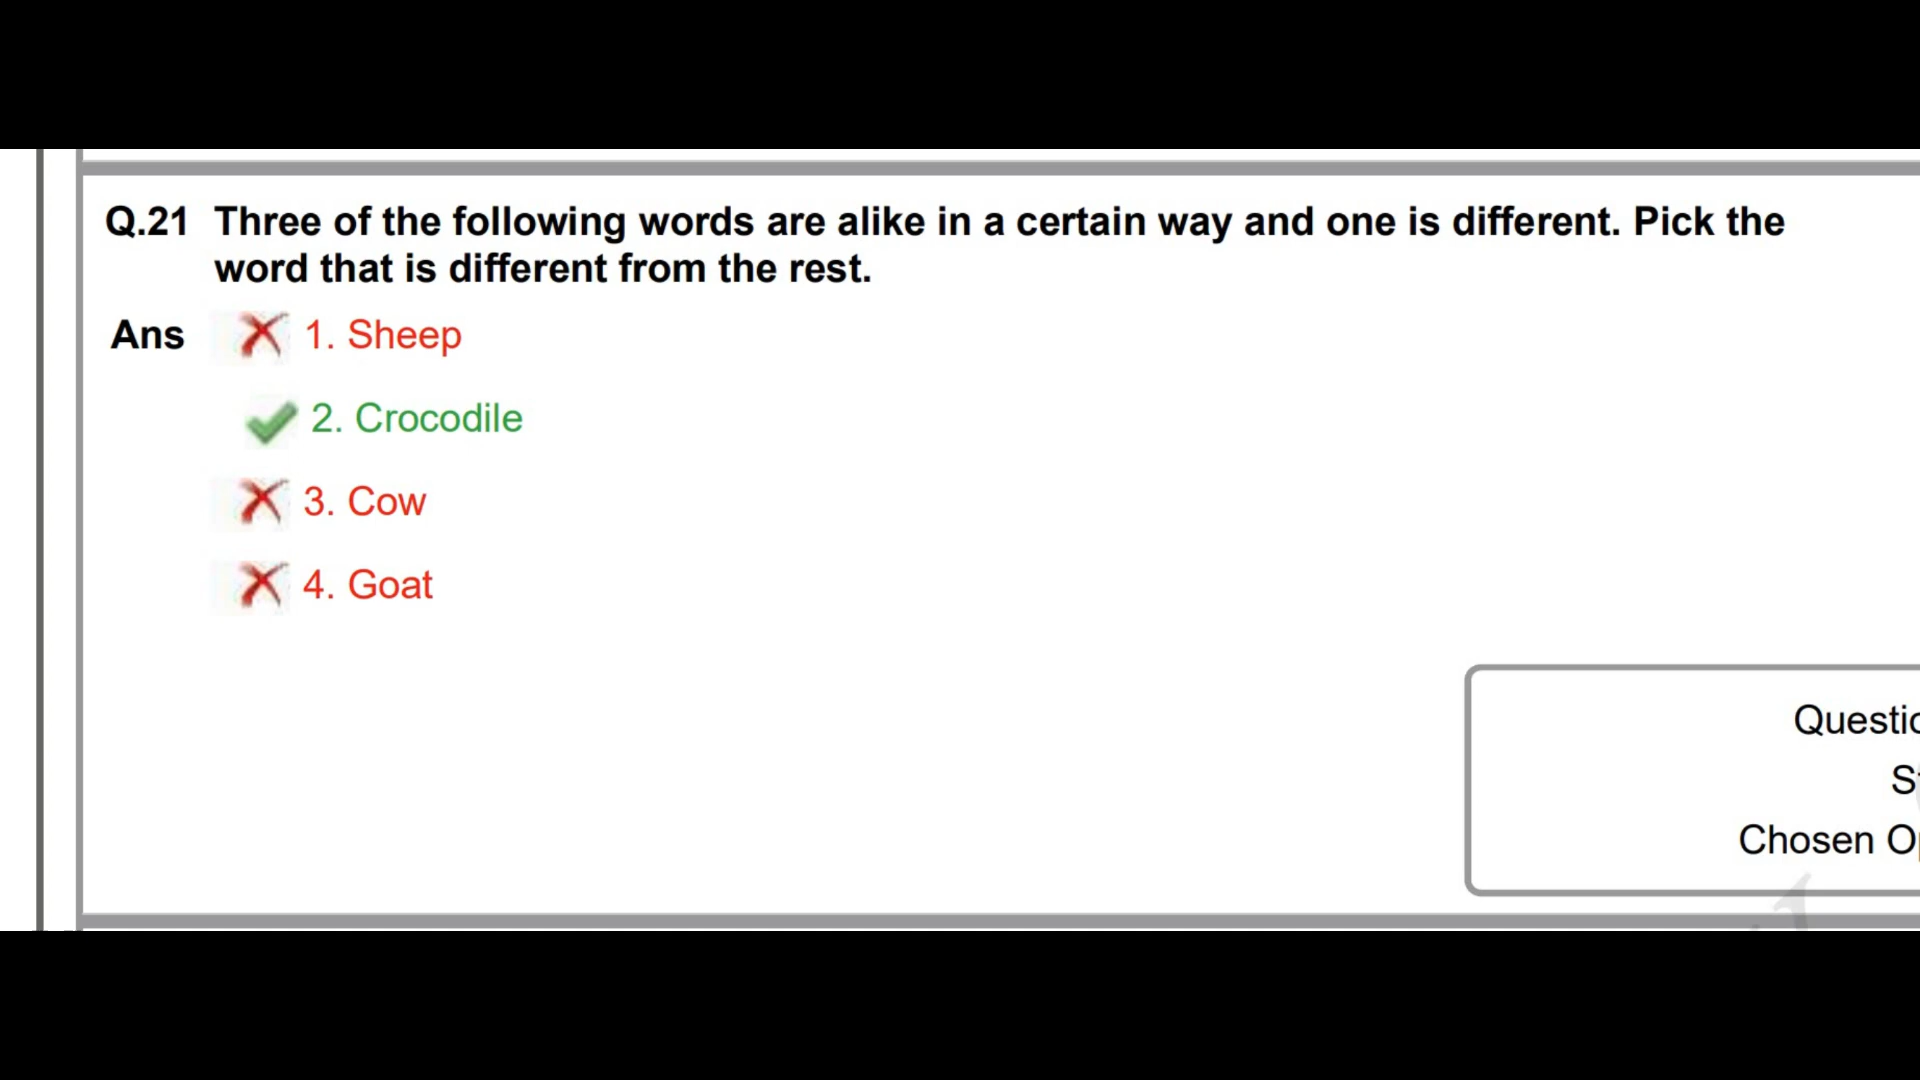 Q.21 Three of the following words are alike in a certain way and one is different. Pick the
word that is different from the rest.
Ans 1. Sheep
2. Crocodile
3. Cow
4. Goat
Chosen